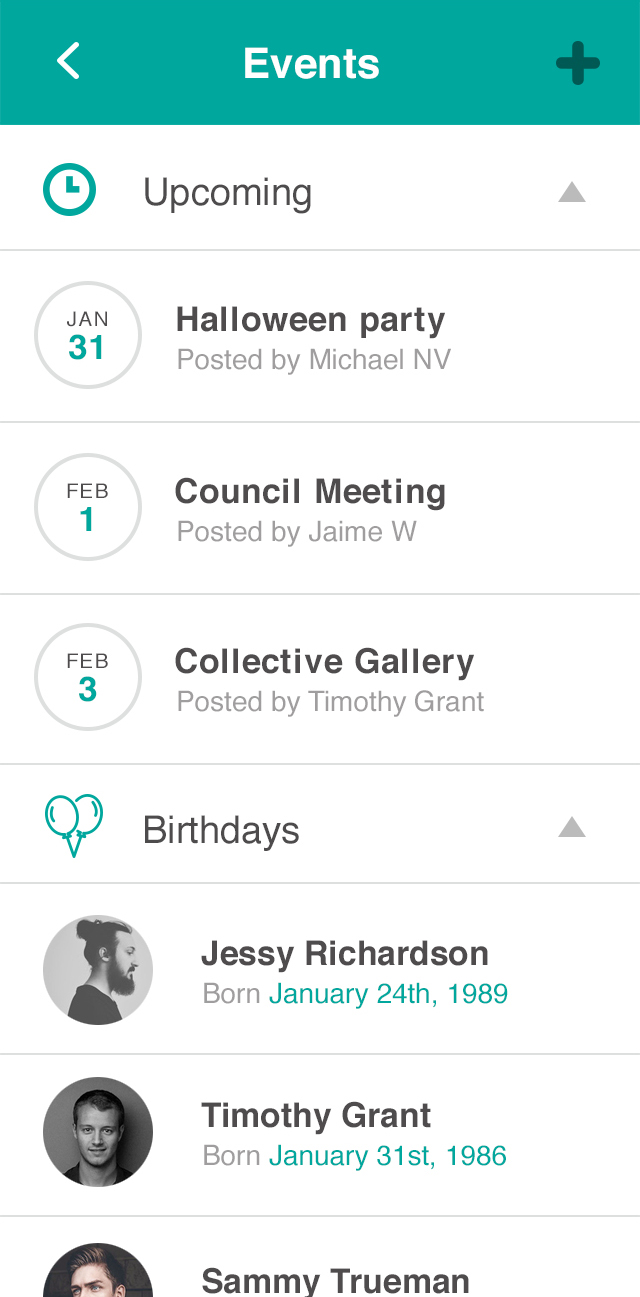 Events
Upcoming
JAN
31
Halloween party
Posted by Michael NV
FEB
1
Council Meeting
Posted by Jaime W
FEB
3
Collective Gallery
Posted by Timothy Grant
Birthdays
Jessy Richardson
Born January 24th, 1989
Timothy Grant
Born January 31st, 1986
Sammy Trueman